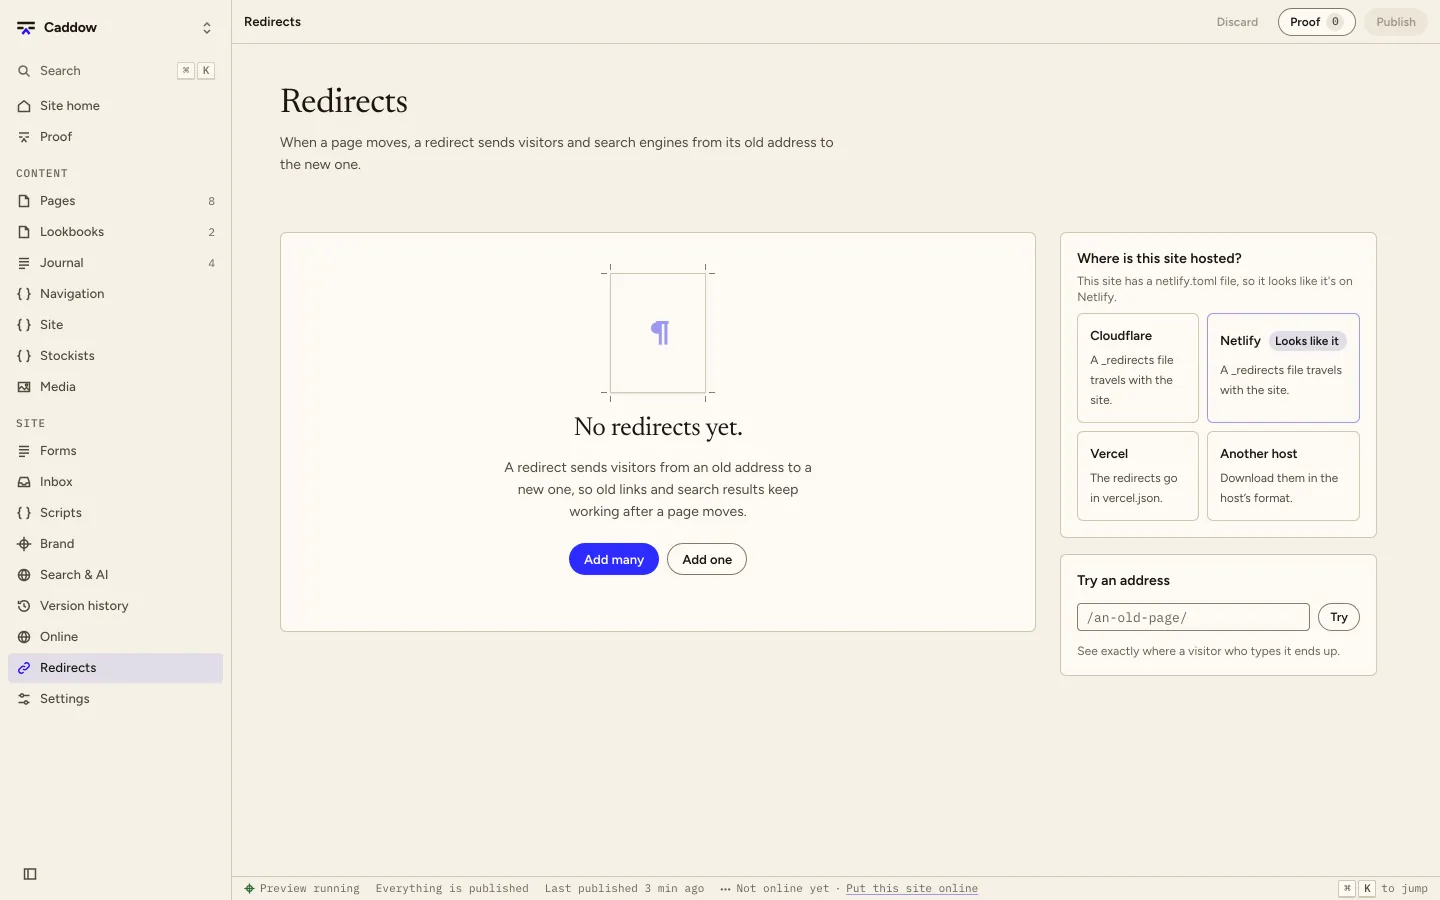 Caddow
Search
⌘ K
Site home
Proof
CONTENT
Pages 8
Lookbooks 2
Journal 4
Navigation
Site
Stockists
Media
SITE
Forms
Inbox
Scripts
Brand
Search & AI
Version history
Online
Redirects
Settings
Redirects
Discard
Proof 0
Publish
Redirects
When a page moves, a redirect sends visitors and search engines from its old address to
the new one.
¶
No redirects yet.
A redirect sends visitors from an old address to a
new one, so old links and search results keep
working after a page moves.
Add many
Add one
Where is this site hosted?
This site has a netlify.toml file, so it looks like it's on
Netlify.
Cloudflare
A _redirects file
travels with the
site.
Netlify Looks like it
A _redirects file travels
with the site.
Vercel
The redirects go
in vercel.json.
Another host
Download them in the
host's format.
Try an address
/an-old-page/
Try
See exactly where a visitor who types it ends up.
Preview running Everything is published Last published 3 min ago ••• Not online yet · Put this site online
⌘ K to jump